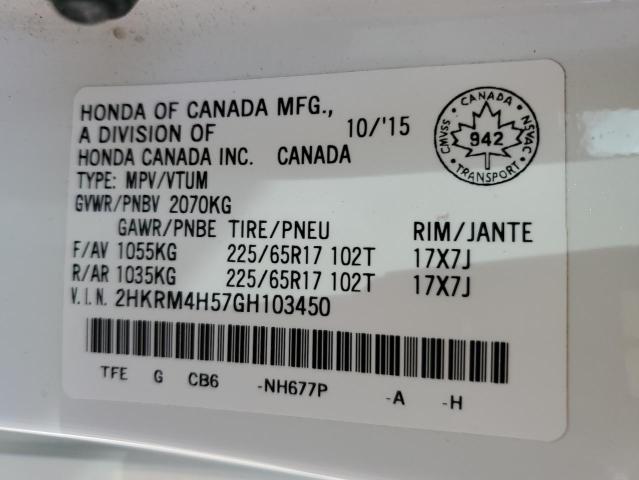 HONDA OF CANADA MFG.,
A DIVISION OF 10/'15
HONDA CANADA INC. CANADA
CANADA
CMVSS 942 NSVAC
TRANSPORT
TYPE: MPV/VTUM
GVWR/PNBV 2070KG
GAWR/PNBE TIRE/PNEU RIM/JANTE
F/AV 1055KG 225/65R17 102T 17X7J
R/AR 1035KG 225/65R17 102T 17X7J
V.I.N. 2HKRM4H57GH103450
TFE G CB6 -NH677P -A -H